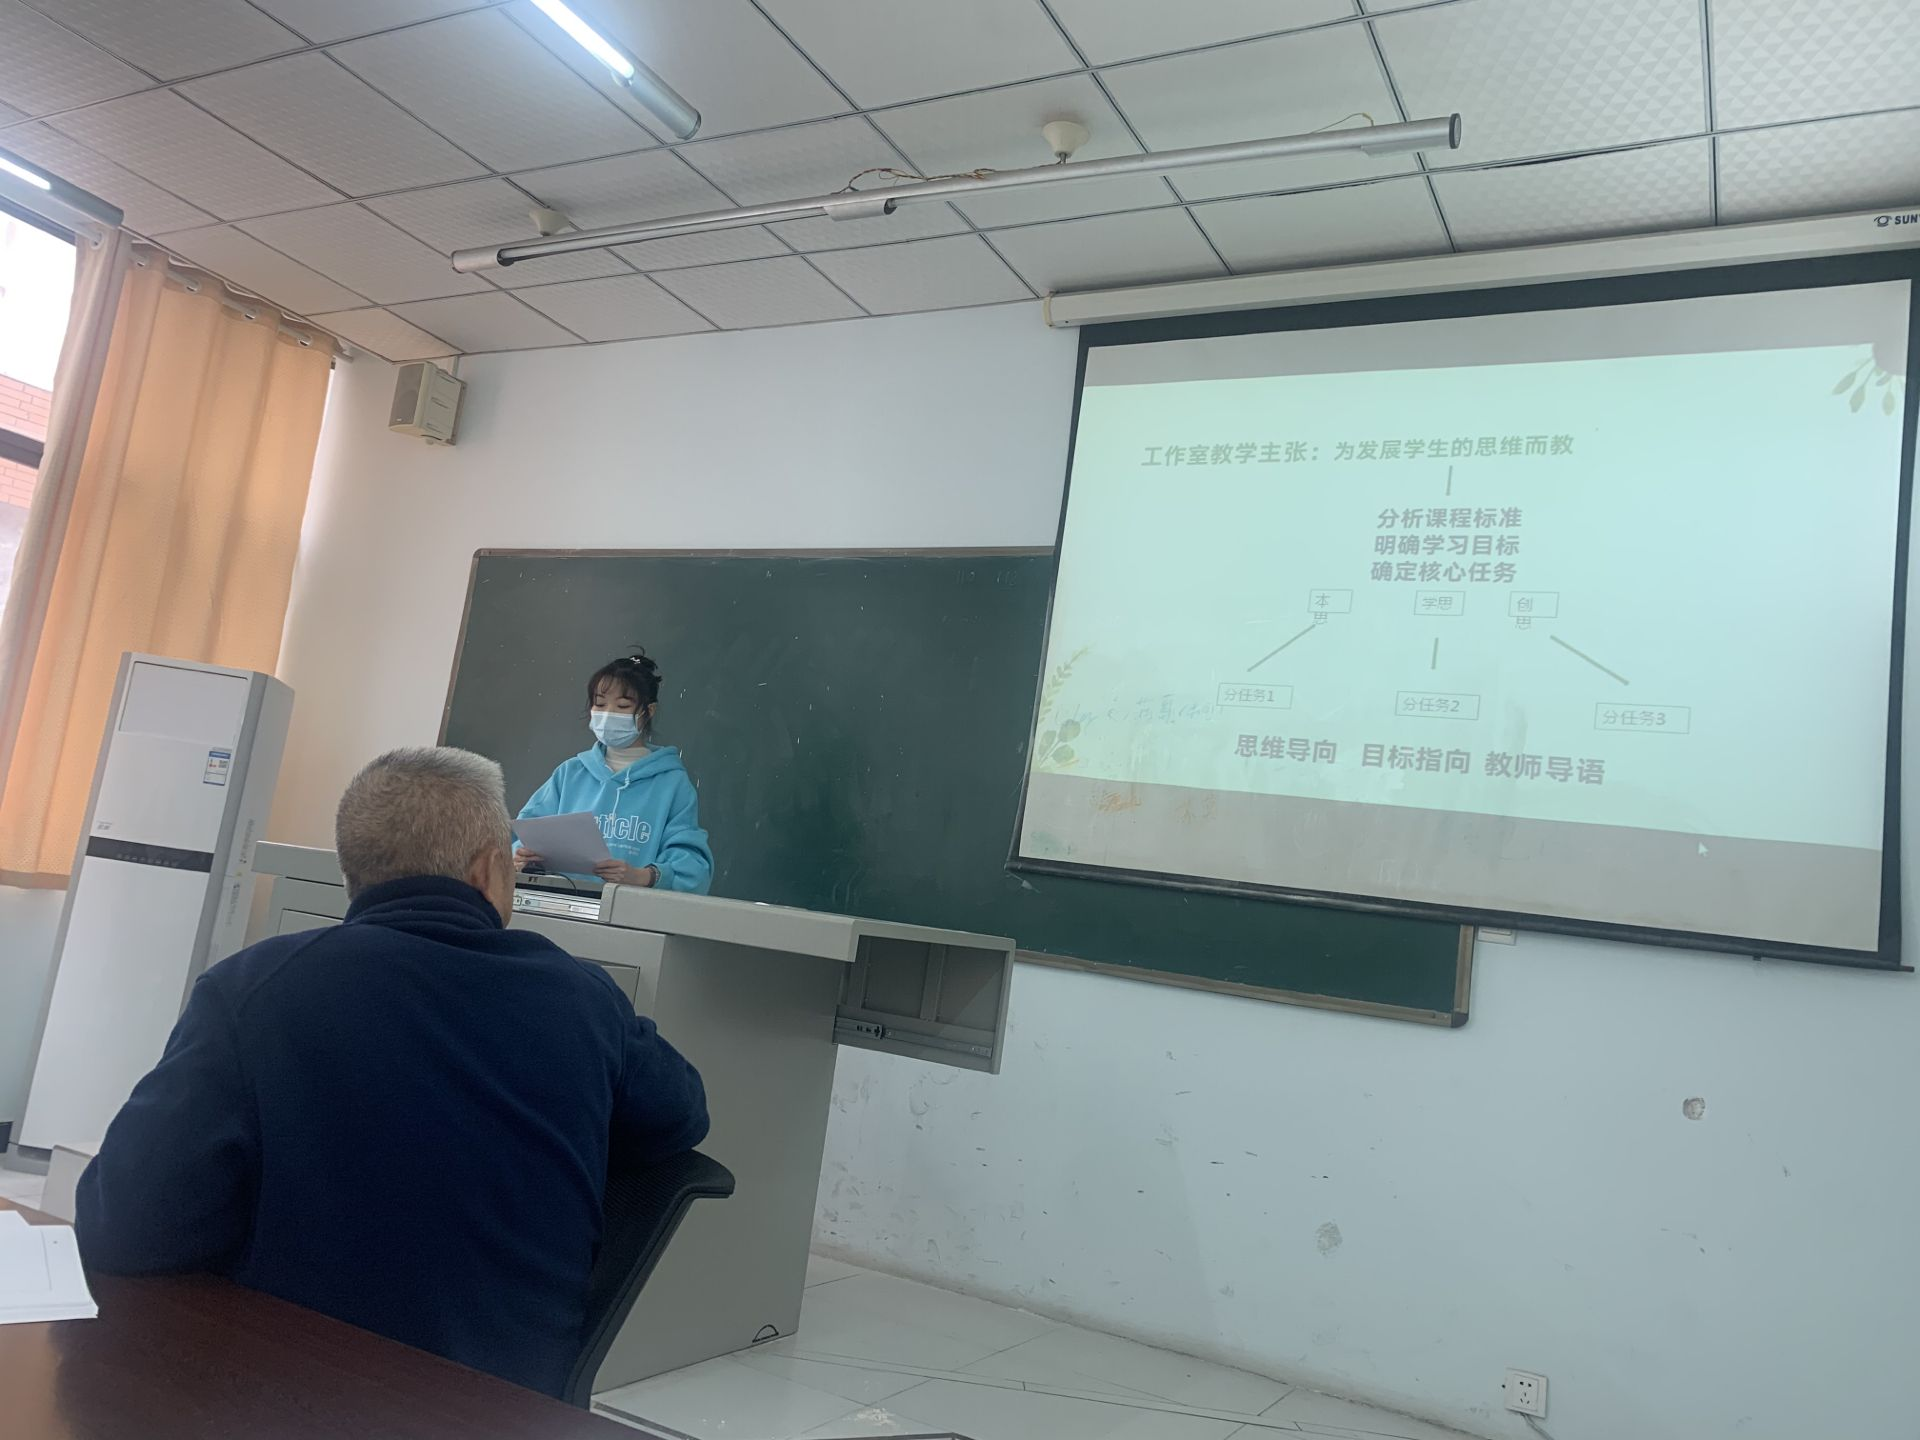 SUN
工作室教学主张：为发展学生的思维而教
分析课程标准
明确学习目标
确定核心任务
本思
学思
创思
分任务1
分任务2
分任务3
思维导向 目标指向 教师导语
ticle